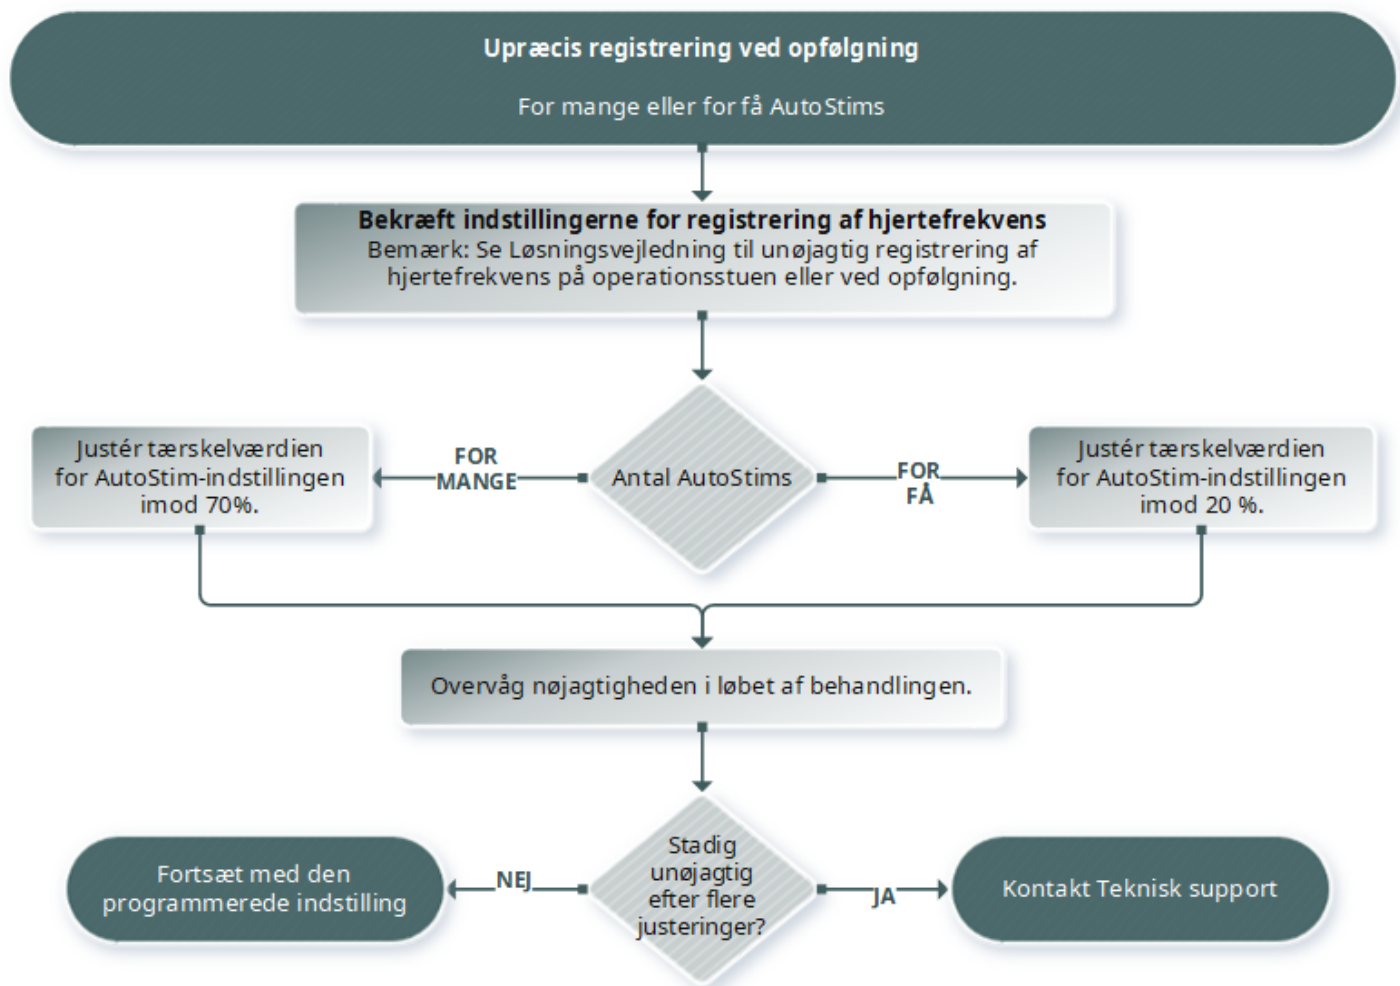 Upræcis registrering ved opfølgning
For mange eller for få AutoStims
Bekræft indstillingerne for registrering af hjertefrekvens
Bemærk: Se Løsningsvejledning til unøjagtig registrering af
hjertefrekvens på operationsstuen eller ved opfølgning.
Justér tærskelværdien
for AutoStim-indstillingen
imod 70%.
FOR
MANGE
Antal AutoStims
FOR
FÅ
Justér tærskelværdien
for AutoStim-indstillingen
imod 20 %.
Overvåg nøjagtigheden i løbet af behandlingen.
Fortsæt med den
programmerede indstilling
NEJ
Stadig
unøjagtig
efter flere
justeringer?
JA
Kontakt Teknisk support